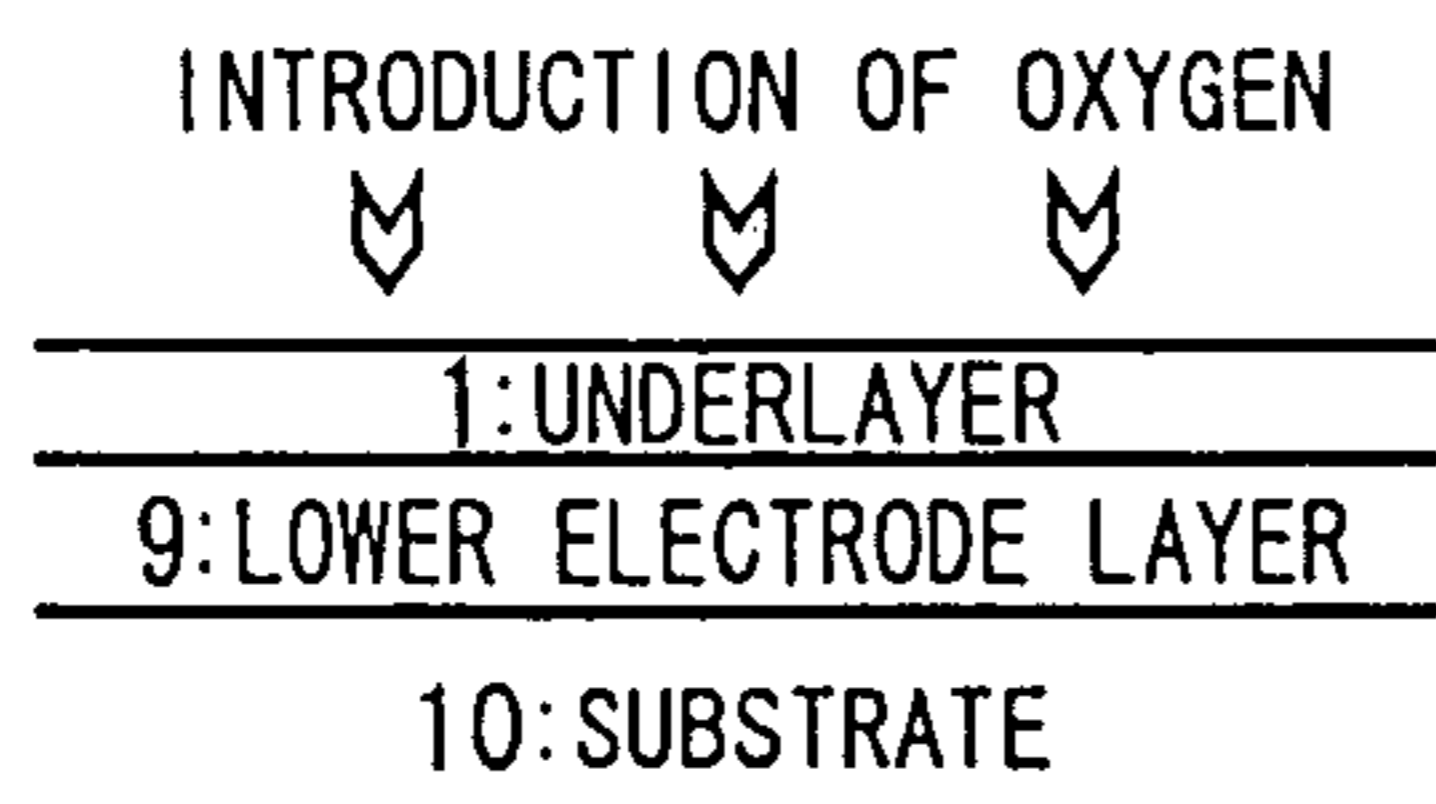 INTRODUCTION OF OXYGEN
1:UNDERLAYER
9:LOWER ELECTRODE LAYER
10:SUBSTRATE